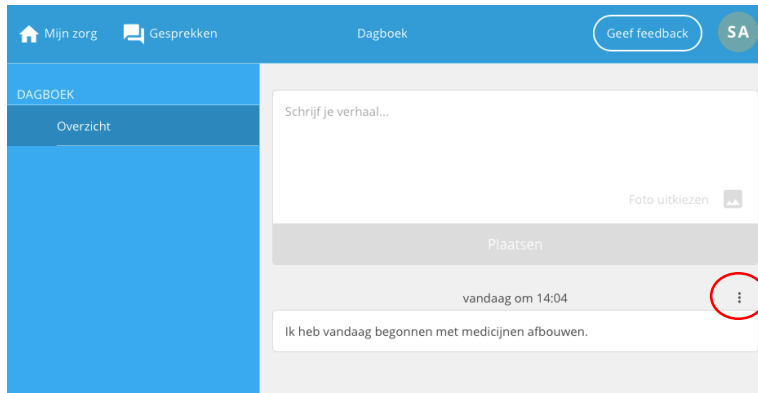 Mijn zorg Gesprekken Dagboek Geef feedback SA
DAGBOEK
Overzicht
Schrijf je verhaal...
Foto uitkiezen
Plaatsen
vandaag om 14:04
Ik heb vandaag begonnen met medicijnen afbouwen.